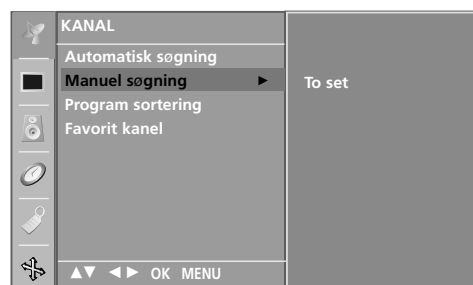 KANAL
Automatisk søgning
Manuel søgning ►
To set
Program sortering
Favorit kanel
▲▼ ◄► OK MENU